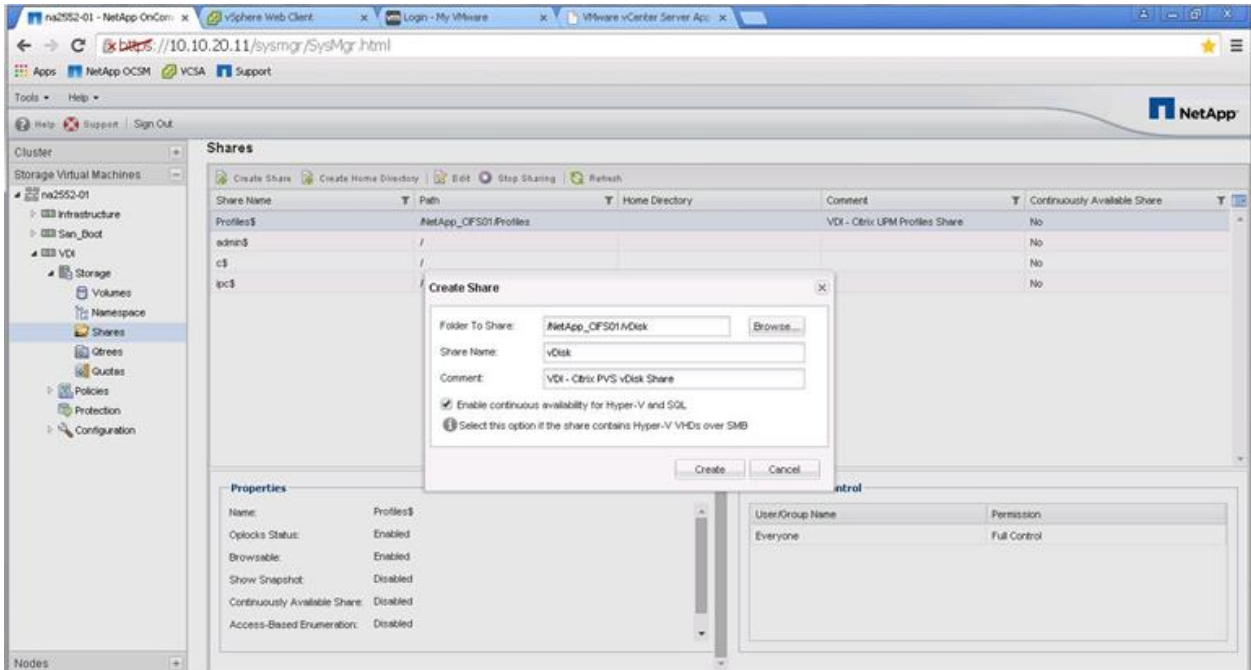 na2552-01 - NetApp OnCom
vSphere Web Client
Login - My VMware
VMware vCenter Server App
https://10.10.20.11/sysmgr/SysMgr.html
Apps NetApp OCSM VCSA Support
Tools Help
NetApp
Help Support Sign Out
Cluster
Storage Virtual Machines
na2552-01
Infrastructure
San_Boot
VDI
Storage
Volumes
Namespace
Shares
Qtrees
Quotas
Policies
Protection
Configuration
Nodes
Shares
Create Share Create Home Directory Edit Stop Sharing Refresh
Share Name Path Home Directory Comment Continuously Available Share
Profiles$ /NetApp_CIFS01/Profiles VDI - Citrix UPM Profiles Share No
admin$ / No
c$ / No
ipc$ / No
Create Share
Folder To Share: /NetApp_CIFS01/vDisk Browse...
Share Name: vDisk
Comment: VDI - Citrix PVS vDisk Share
Enable continuous availability for Hyper-V and SQL
Select this option if the share contains Hyper-V VHDs over SMB
Create Cancel
Properties
Name: Profiles$
Oplocks Status: Enabled
Browsable: Enabled
Show Snapshot: Disabled
Continuously Available Share: Disabled
Access-Based Enumeration: Disabled
ntrol
User/Group Name Permission
Everyone Full Control